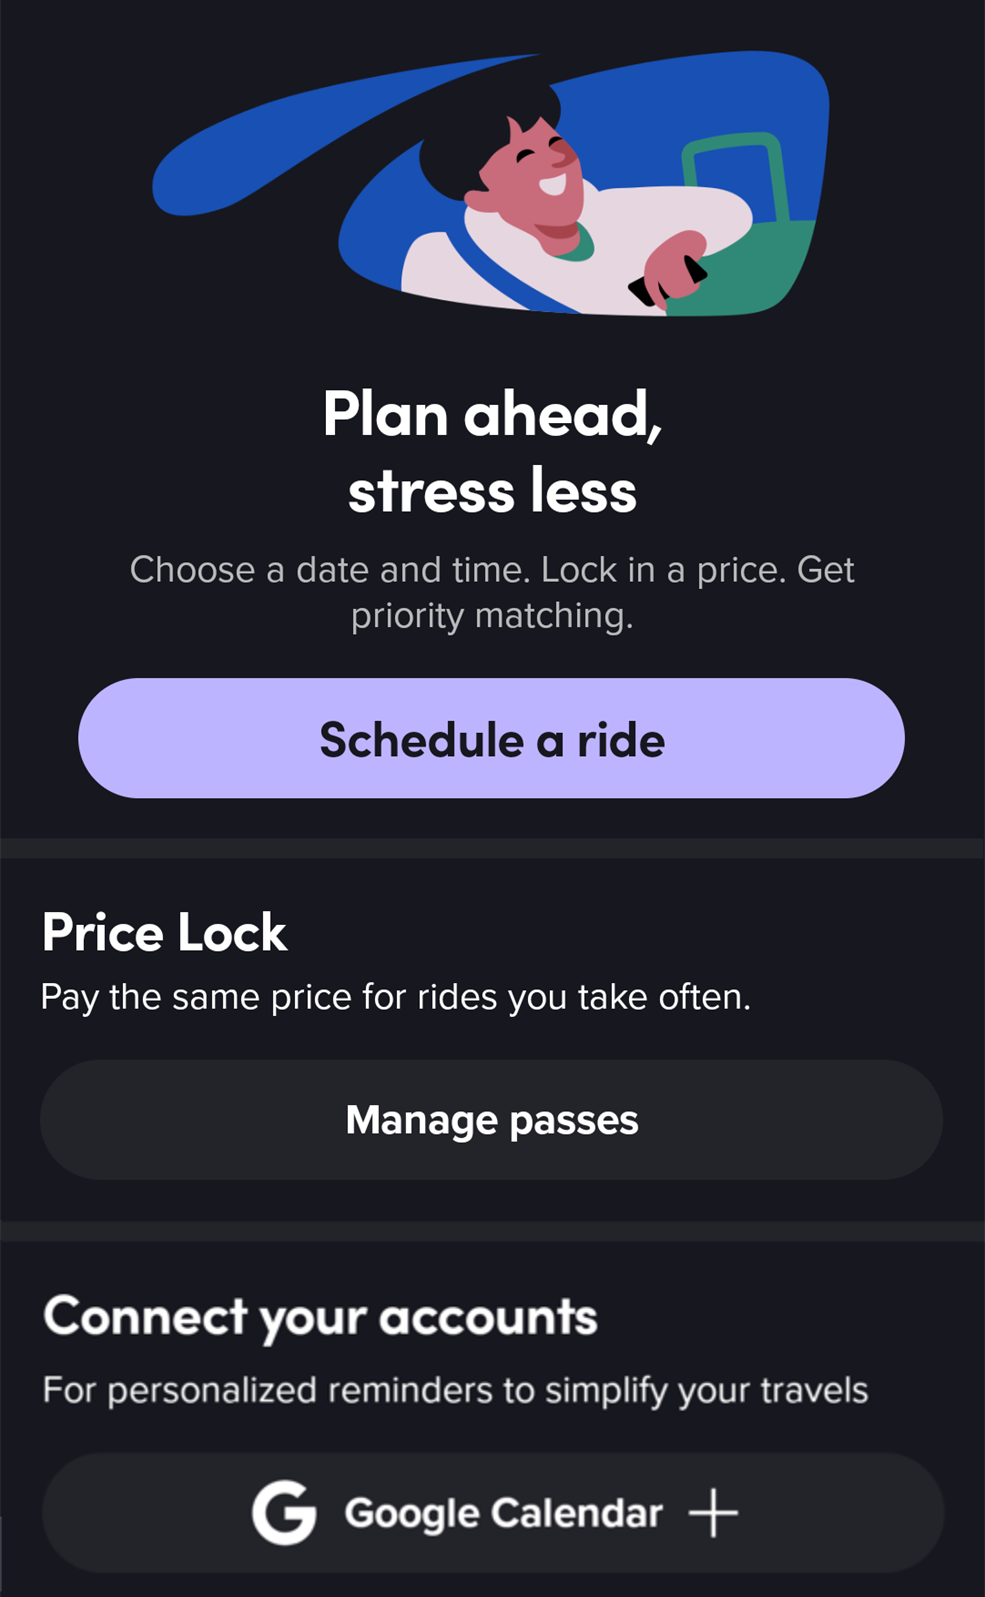 Plan ahead,
stress less
Choose a date and time. Lock in a price. Get
priority matching.
Schedule a ride
Price Lock
Pay the same price for rides you take often.
Manage passes
Connect your accounts
For personalized reminders to simplify your travels
G Google Calendar +